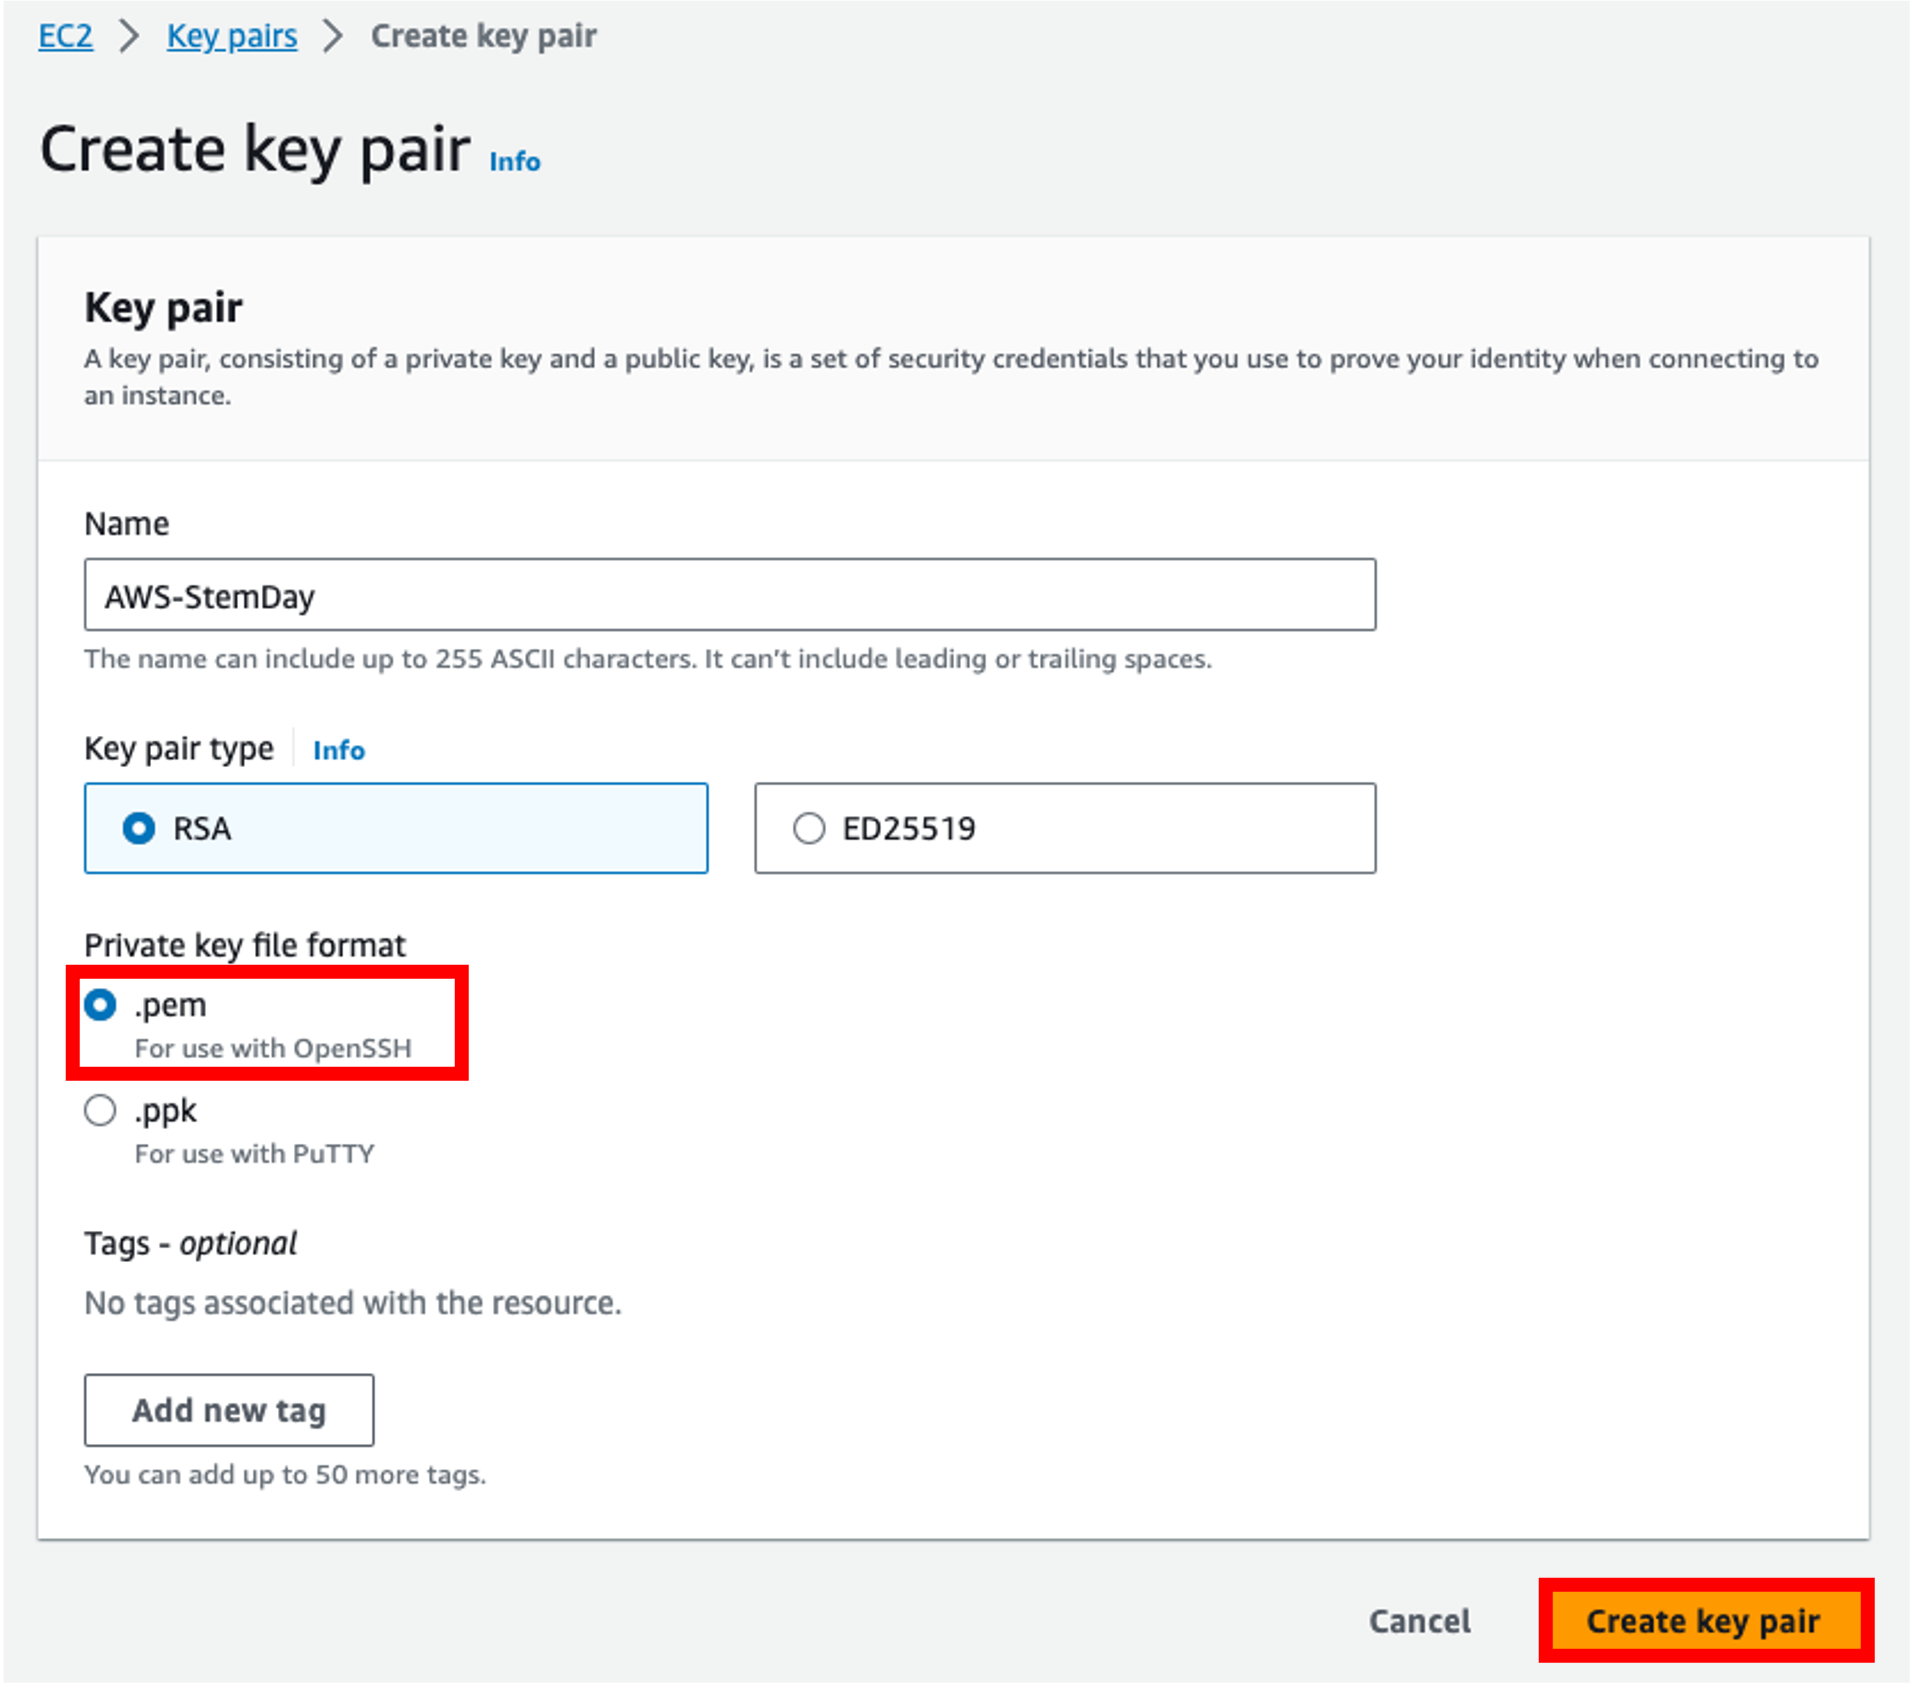 EC2 > Key pairs > Create key pair
Create key pair Info
Key pair
A key pair, consisting of a private key and a public key, is a set of security credentials that you use to prove your identity when connecting to
an instance.
Name
AWS-StemDay
The name can include up to 255 ASCII characters. It can't include leading or trailing spaces.
Key pair type Info
RSA ED25519
Private key file format
.pem
For use with OpenSSH
.ppk
For use with PuTTY
Tags - optional
No tags associated with the resource.
Add new tag
You can add up to 50 more tags.
Cancel Create key pair